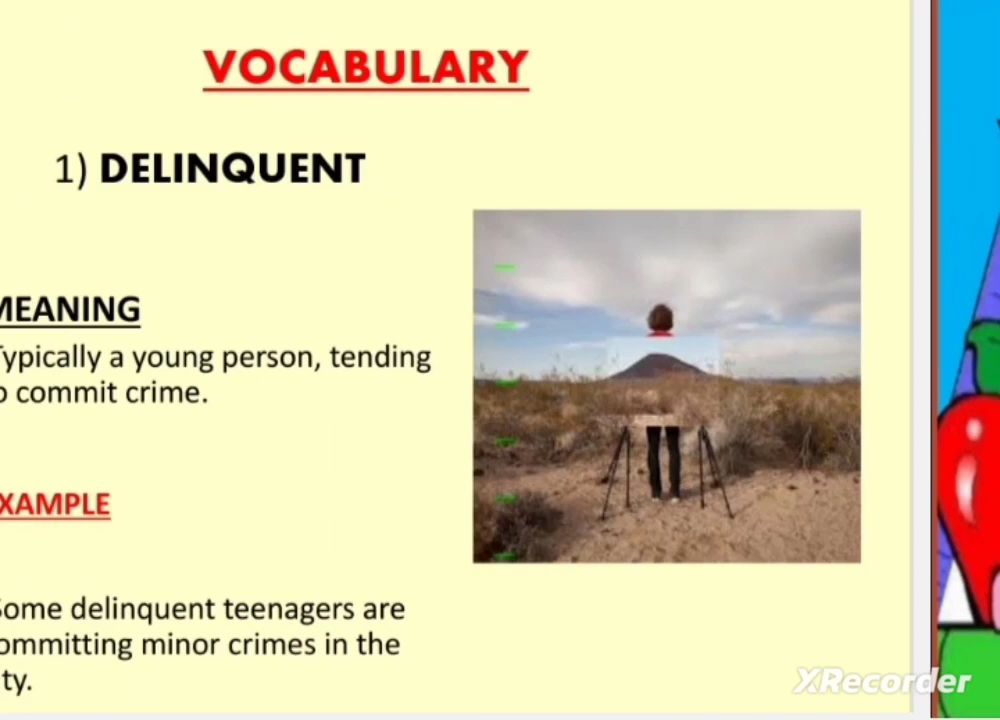 VOCABULARY
1) DELINQUENT
MEANING
Typically a young person, tending
o commit crime.
XAMPLE
Some delinquent teenagers are
ommitting minor crimes in the
ty.
XRecorder